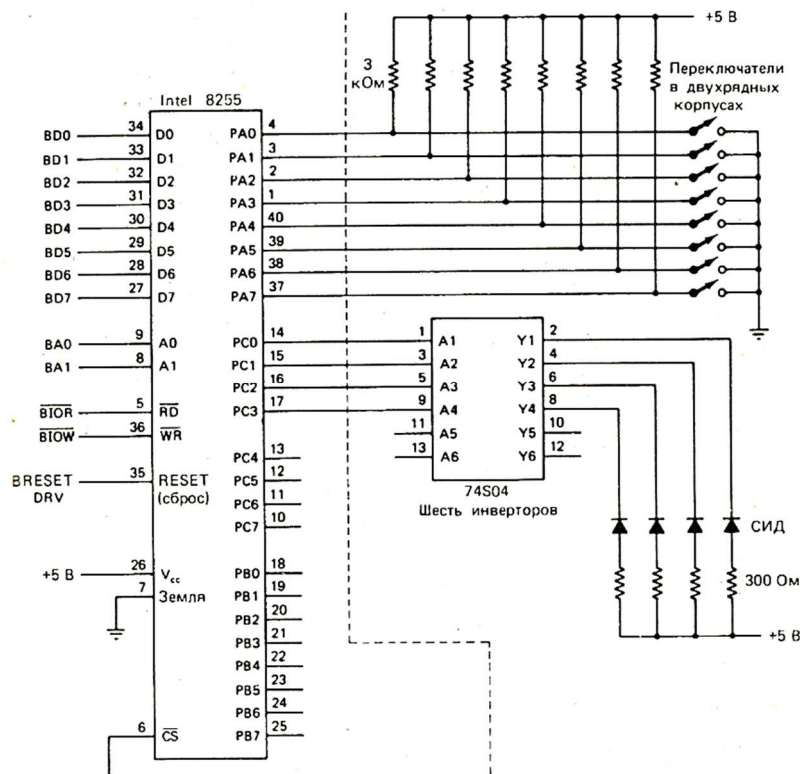 +5 В
3
кОм
Переключатели
в двухрядных
корпусах
Intel 8255
BD0 34 D0 PA0 4
BD1 33 D1 PA1 3
BD2 32 D2 PA2 2
BD3 31 D3 PA3 1
BD4 30 D4 PA4 40
BD5 29 D5 PA5 39
BD6 28 D6 PA6 38
BD7 27 D7 PA7 37
BA0 9 A0 PC0 14 1 A1 Y1 2
BA1 8 A1 PC1 15 3 A2 Y2 4
PC2 16 5 A3 Y3 6
BIOR 5 RD PC3 17 9 A4 Y4 8
BIOW 36 WR 11 A5 Y5 10
PC4 13 13 A6 Y6 12
BRESET 35 RESET PC5 12
DRV (сброс) PC6 11
PC7 10
74S04
Шесть инверторов
СИД
+5 В 26 Vcc PB0 18
7 Земля PB1 19
300 Ом
PB2 20
PB3 21
+5 В
PB4 22
PB5 23
PB6 24
6 CS PB7 25